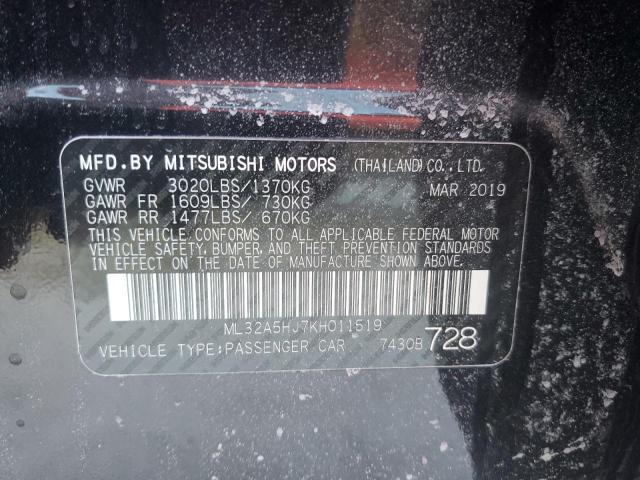 MFD.BY MITSUBISHI MOTORS (THAILAND) CO.,LTD.
GVWR 3020LBS/1370KG MAR 2019
GAWR FR 1609LBS/ 730KG
GAWR RR 1477LBS/ 670KG
THIS VEHICLE CONFORMS TO ALL APPLICABLE FEDERAL MOTOR
VEHICLE SAFETY, BUMPER, AND THEFT PREVENTION STANDARDS
IN EFFECT ON THE DATE OF MANUFACTURE SHOWN ABOVE.
ML32A5HJ7KH011519
VEHICLE TYPE:PASSENGER CAR 7430B 728